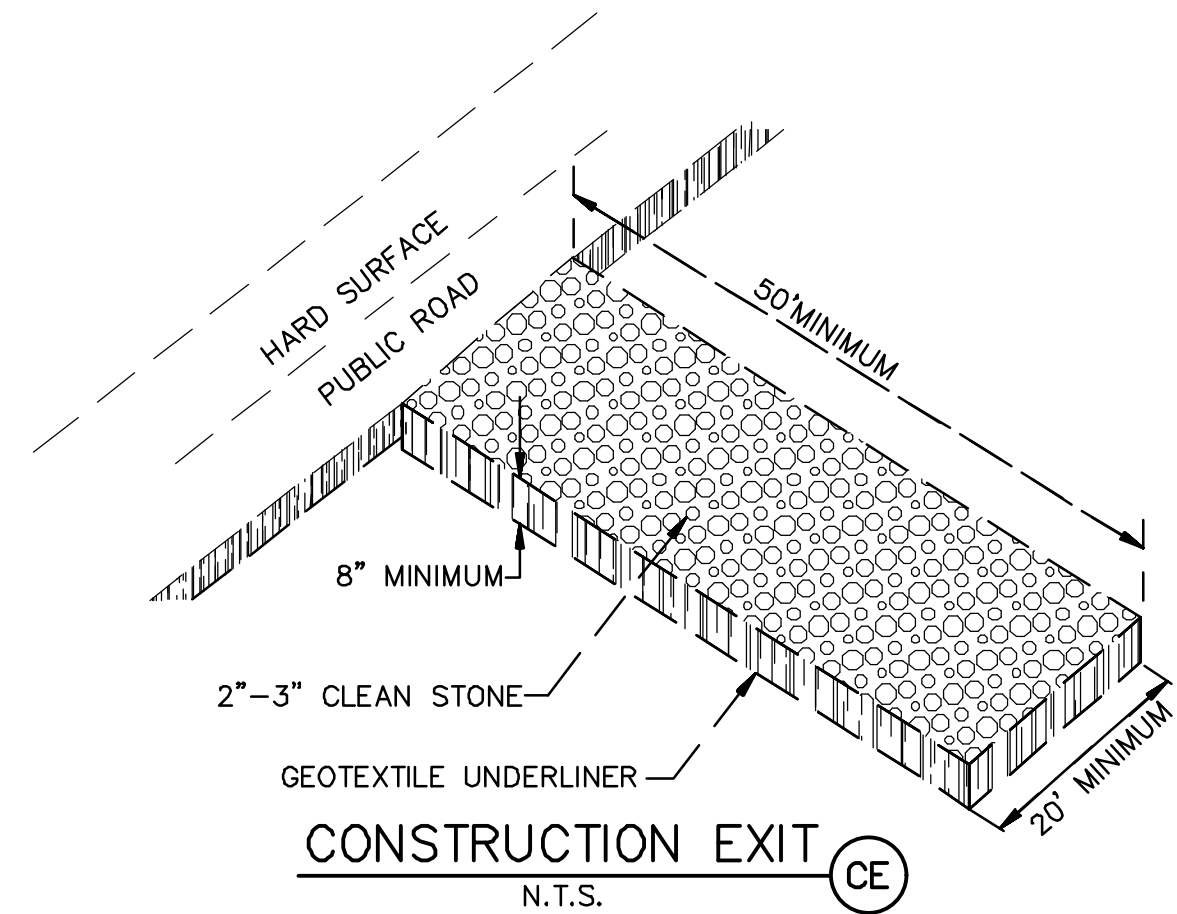 HARD SURFACE
PUBLIC ROAD
50'MINIMUM
8" MINIMUM
2"-3" CLEAN STONE
GEOTEXTILE UNDERLINER
20' MINIMUM
CONSTRUCTION EXIT
CE
N.T.S.